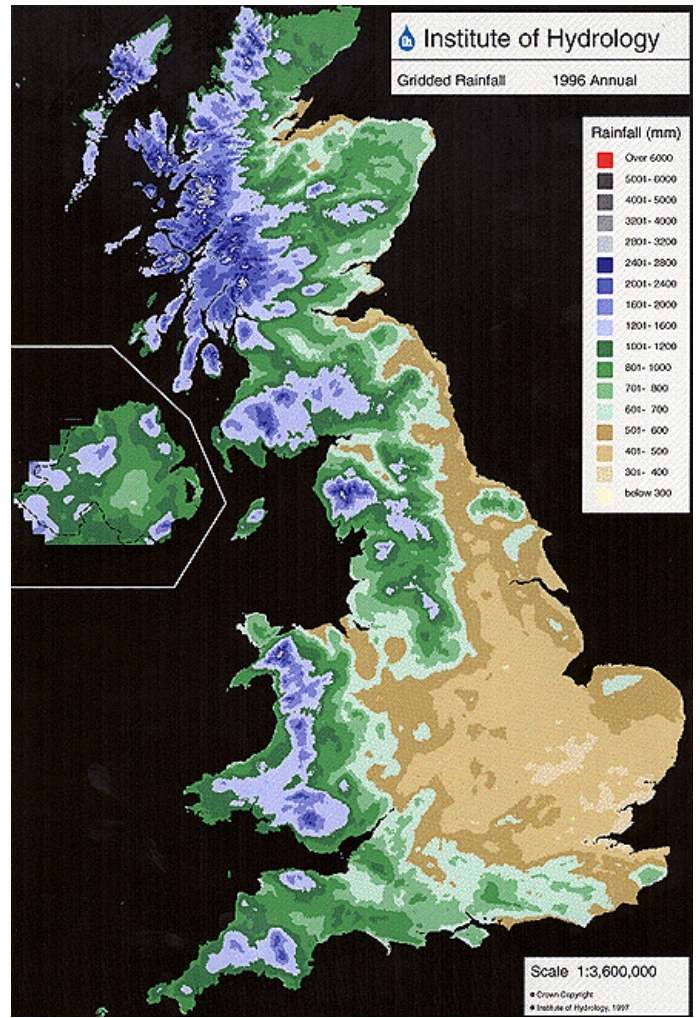 Institute of Hydrology
Gridded Rainfall 1996 Annual
Rainfall (mm)
Over 6000
5001- 6000
4001- 5000
3201- 4000
2801- 3200
2401- 2800
2001- 2400
1601- 2000
1201- 1600
1001- 1200
801- 1000
701- 800
601- 700
501- 600
401- 500
301- 400
below 300
Scale 1:3,600,000
Crown Copyright
Institute of Hydrology, 1997